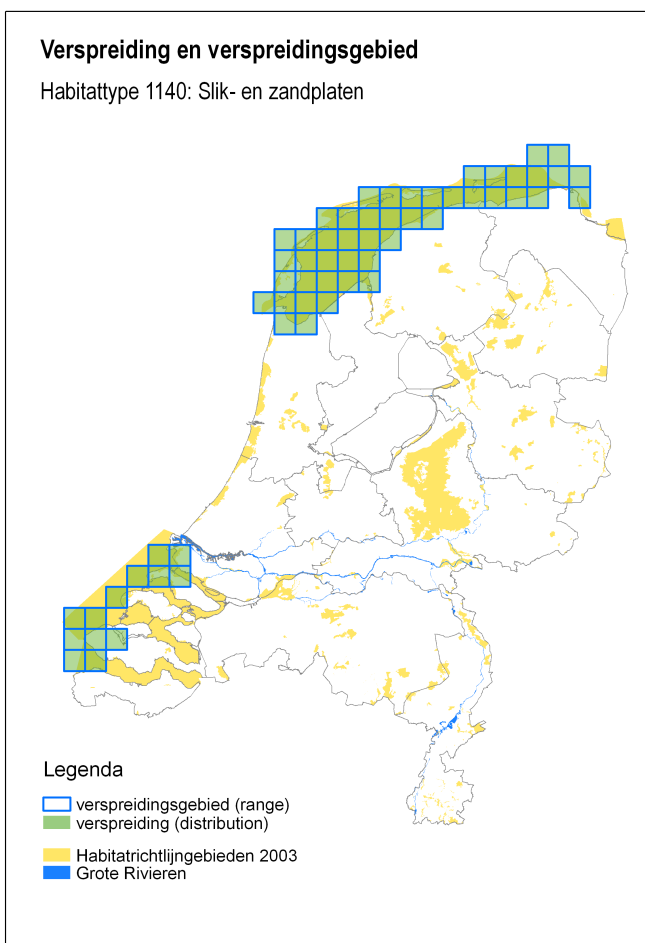 Verspreiding en verspreidingsgebied
Habitattype 1140: Slik- en zandplaten
Legenda
verspreidingsgebied (range)
verspreiding (distribution)
Habitatrichtlijngebieden 2003
Grote Rivieren